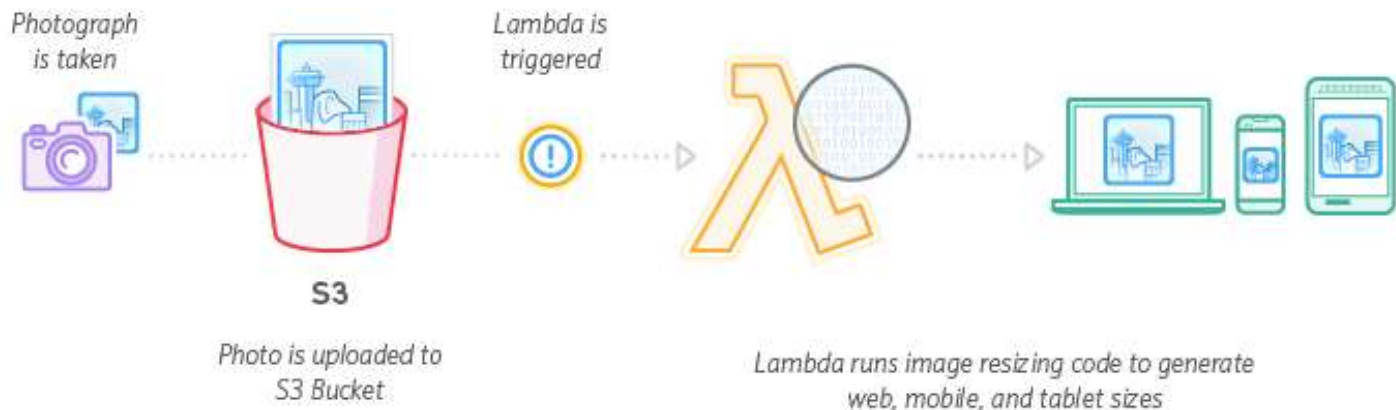 Photograph
is taken
Lambda is
triggered
S3
Photo is uploaded to
S3 Bucket
Lambda runs image resizing code to generate
web, mobile, and tablet sizes